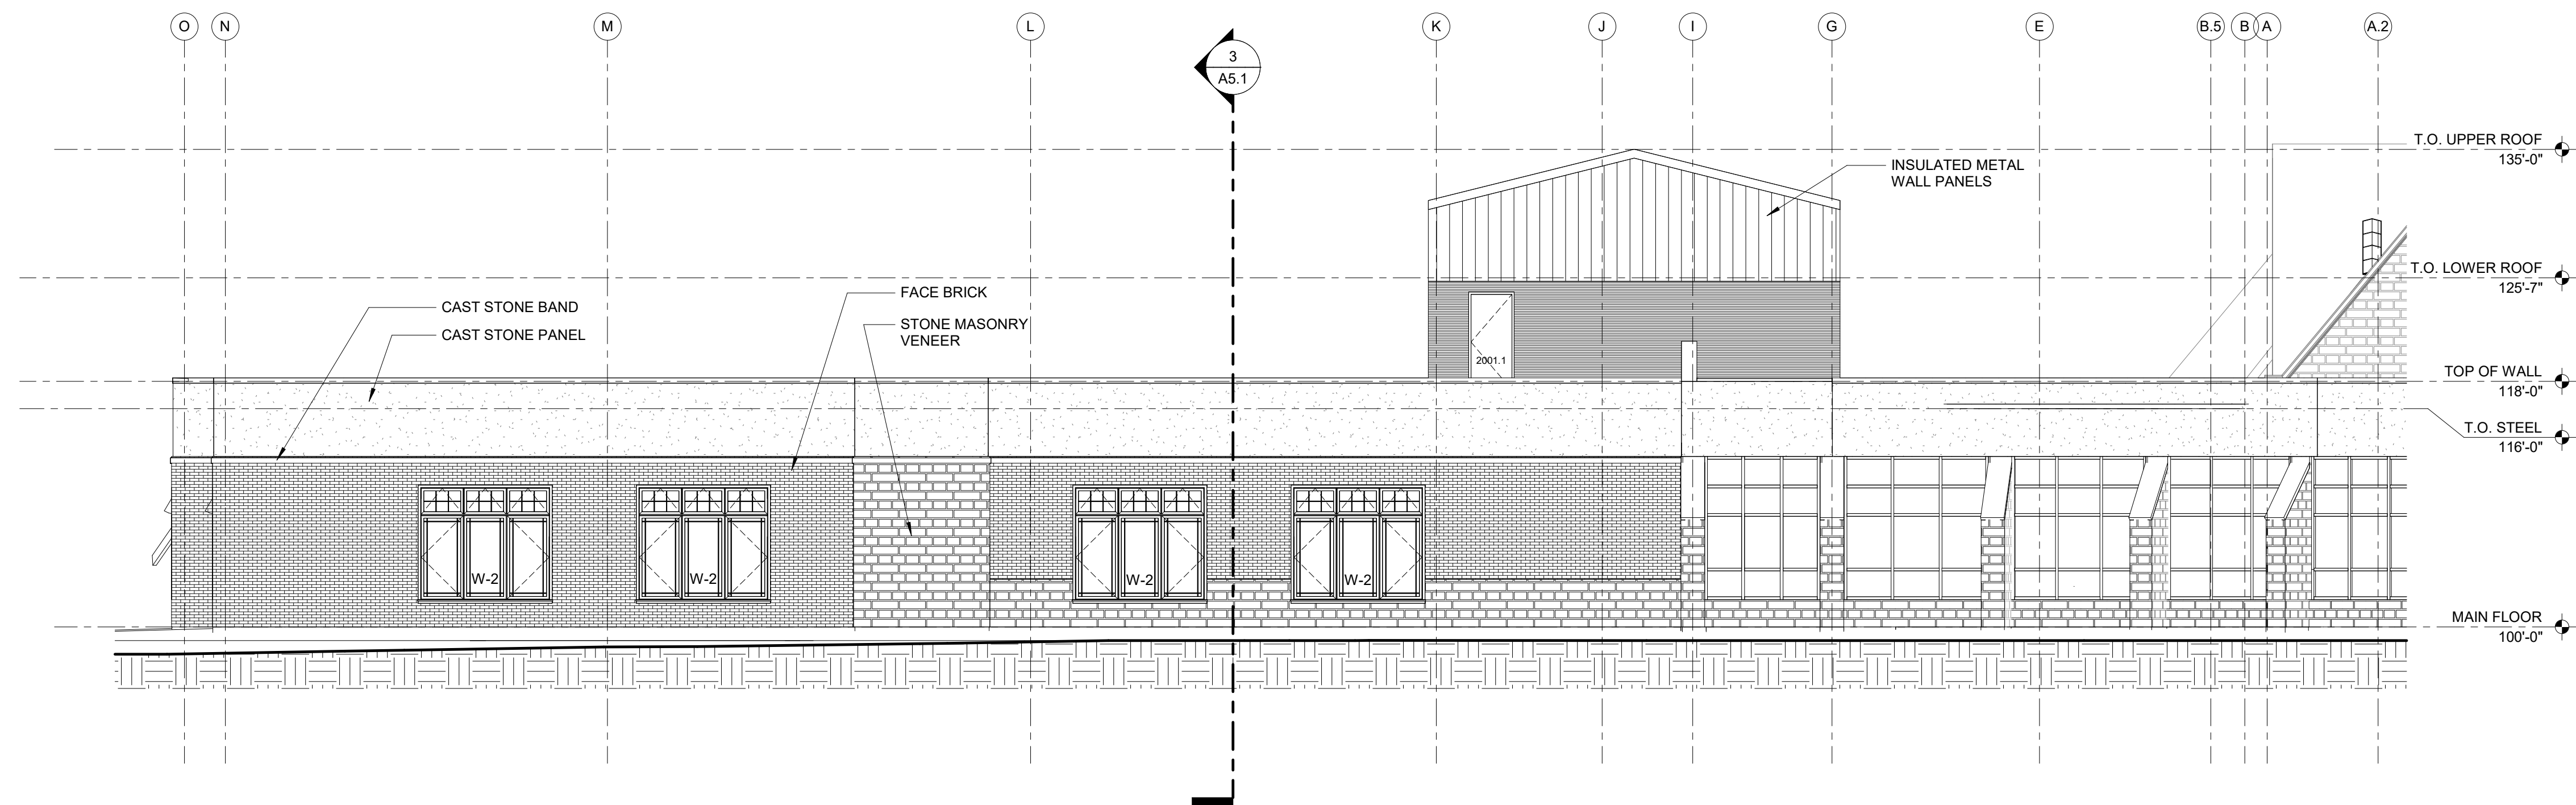 O N M L K J I G E B.5 B A A.2
3
A5.1
T.O. UPPER ROOF
135'-0"
INSULATED METAL
WALL PANELS
T.O. LOWER ROOF
125'-7"
FACE BRICK
CAST STONE BAND
STONE MASONRY
VENEER
CAST STONE PANEL
2001.1
TOP OF WALL
118'-0"
T.O. STEEL
116'-0"
W-2 W-2 W-2 W-2
MAIN FLOOR
100'-0"